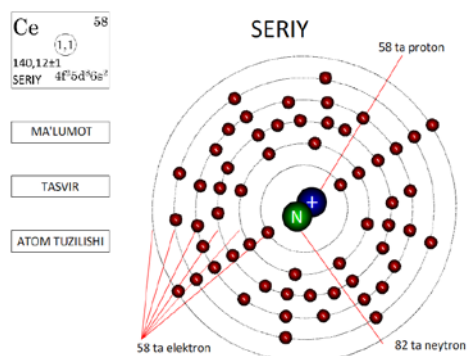 Ce 58
1,1
140,12±1
SERIY 4f²5d⁰6s²
MA'LUMOT
TASVIR
ATOM TUZILISHI
SERIY
58 ta proton
+
N
58 ta elektron
82 ta neytron